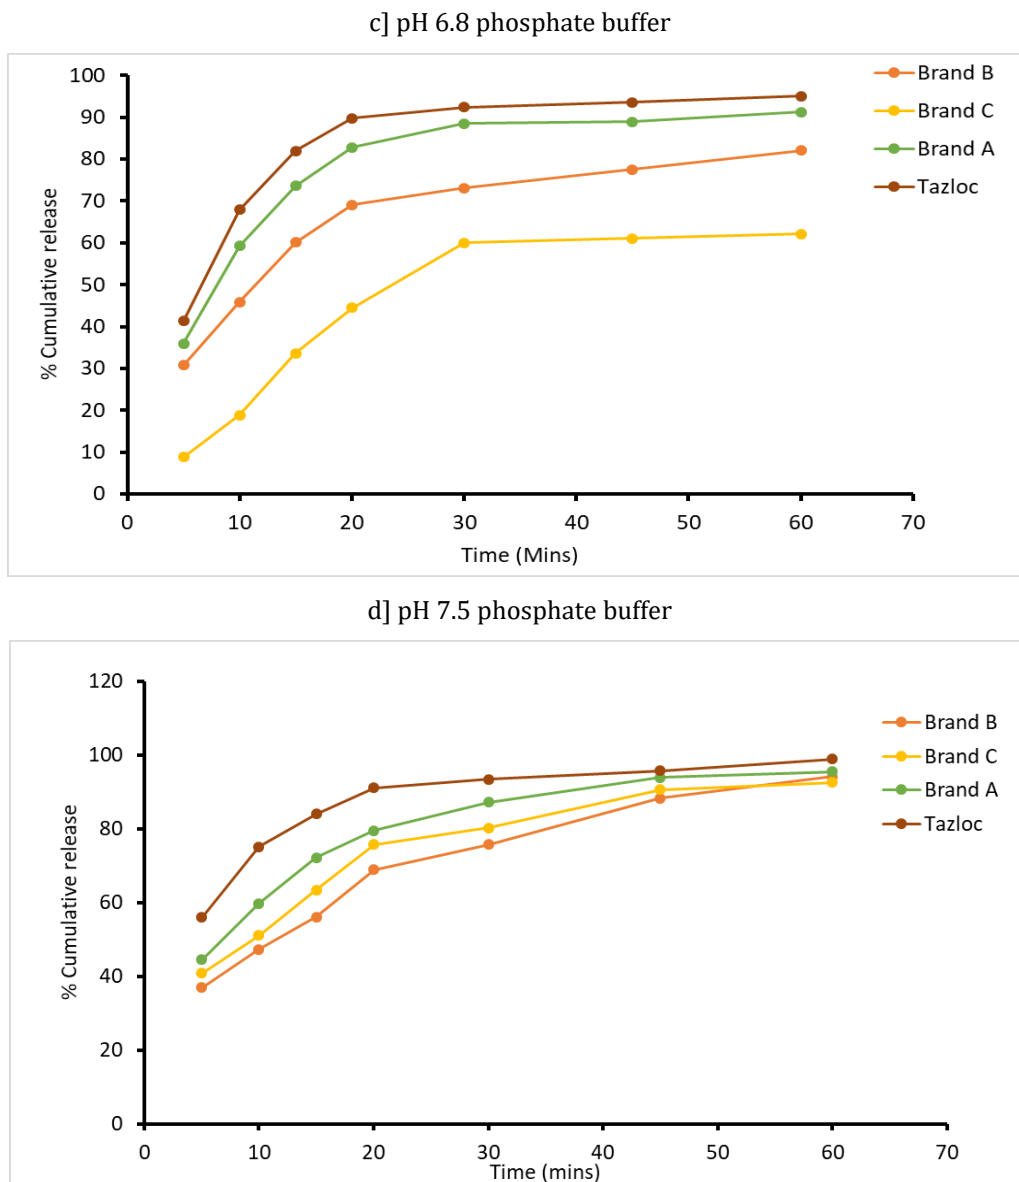 c] pH 6.8 phosphate buffer
100
90
80
70
60
50
40
30
20
10
0
% Cumulative release
0 10 20 30 40 50 60 70
Time (Mins)
Brand B
Brand C
Brand A
Tazloc
d] pH 7.5 phosphate buffer
120
100
80
60
40
20
0
% Cumulative release
0 10 20 30 40 50 60 70
Time (mins)
Brand B
Brand C
Brand A
Tazloc